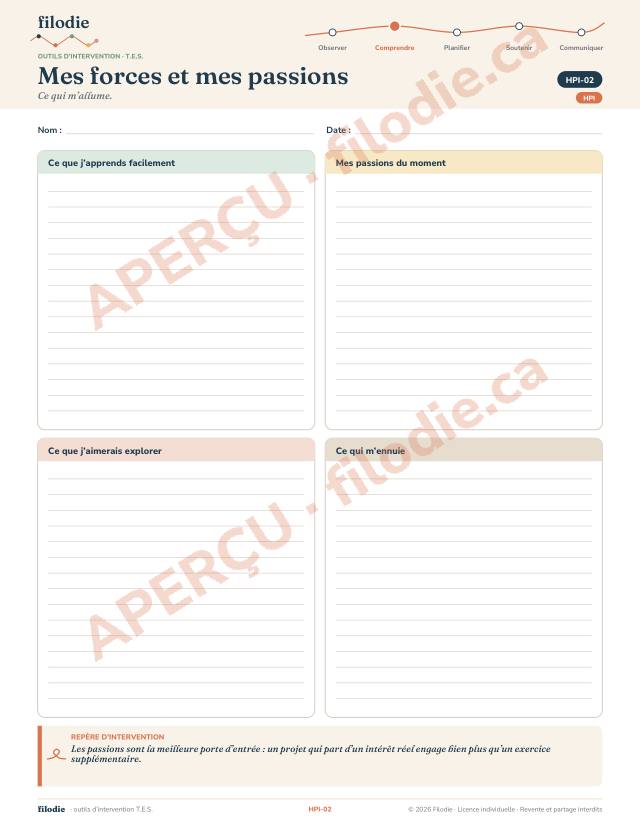 filodie
Observer
Comprendre
Planifier
Soutenir
Communiquer
OUTILS D'INTERVENTION · T.E.S.
Mes forces et mes passions
Ce qui m'allume.
HPI-02
HPI
Nom :
Date :
Ce que j'apprends facilement
Mes passions du moment
APERÇU · filodie.ca
Ce que j'aimerais explorer
Ce qui m'ennuie
APERÇU · filodie.ca
REPÈRE D'INTERVENTION
Les passions sont la meilleure porte d'entrée : un projet qui part d'un intérêt réel engage bien plus qu'un exercice
supplémentaire.
filodie · outils d'intervention T.E.S.
HPI-02
© 2026 Filodie · Licence individuelle · Revente et partage interdits